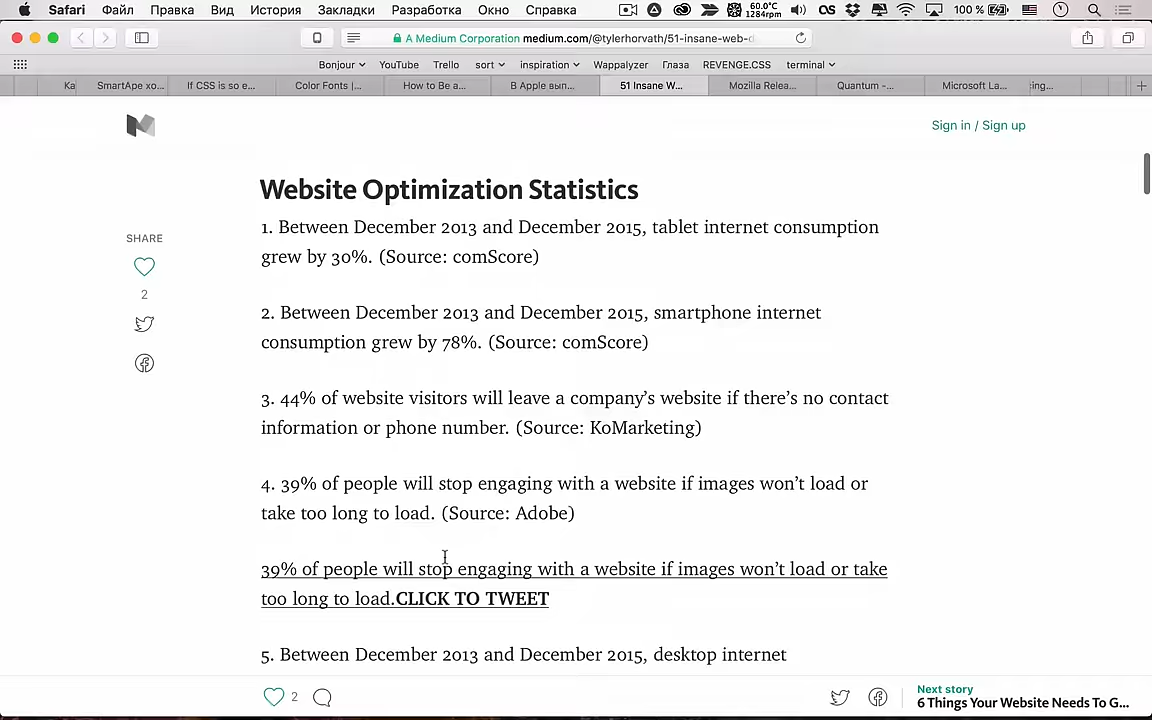 Safari Файл Правка Вид История Закладки Разработка Окно Справка 60.0°C 1284rpm 100 %
A Medium Corporation medium.com/@tylerhorvath/51-insane-web-d
Bonjour YouTube Trello sort inspiration Wappalyzer Глаза REVENGE.CSS terminal
Ka SmartApe xo... If CSS is so e... Color Fonts |... How to Be a... В Apple вып... 51 Insane W... Mozilla Relea... Quantum -... Microsoft La... ing...
Sign in / Sign up
Website Optimization Statistics
1. Between December 2013 and December 2015, tablet internet consumption
grew by 30%. (Source: comScore)
SHARE
2
2. Between December 2013 and December 2015, smartphone internet
consumption grew by 78%. (Source: comScore)
3. 44% of website visitors will leave a company’s website if there’s no contact
information or phone number. (Source: KoMarketing)
4. 39% of people will stop engaging with a website if images won’t load or
take too long to load. (Source: Adobe)
39% of people will stop engaging with a website if images won’t load or take
too long to load.CLICK TO TWEET
5. Between December 2013 and December 2015, desktop internet
2
Next story
6 Things Your Website Needs To G...